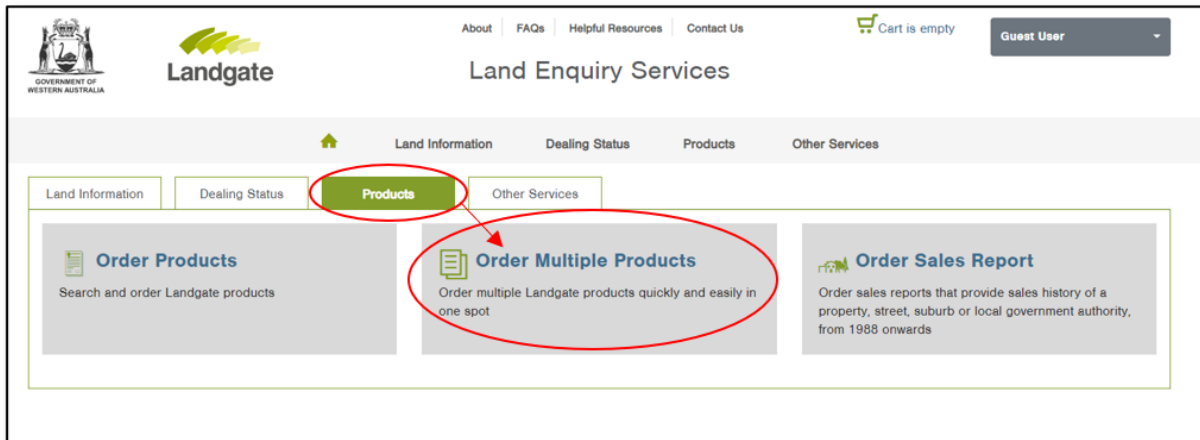 About
FAQs
Helpful Resources
Contact Us
Cart is empty
Guest User
GOVERNMENT OF
WESTERN AUSTRALIA
Landgate
Land Enquiry Services
Land Information
Dealing Status
Products
Other Services
Land Information
Dealing Status
Products
Other Services
Order Products
Search and order Landgate products
Order Multiple Products
Order multiple Landgate products quickly and easily in
one spot
Order Sales Report
Order sales reports that provide sales history of a
property, street, suburb or local government authority,
from 1988 onwards